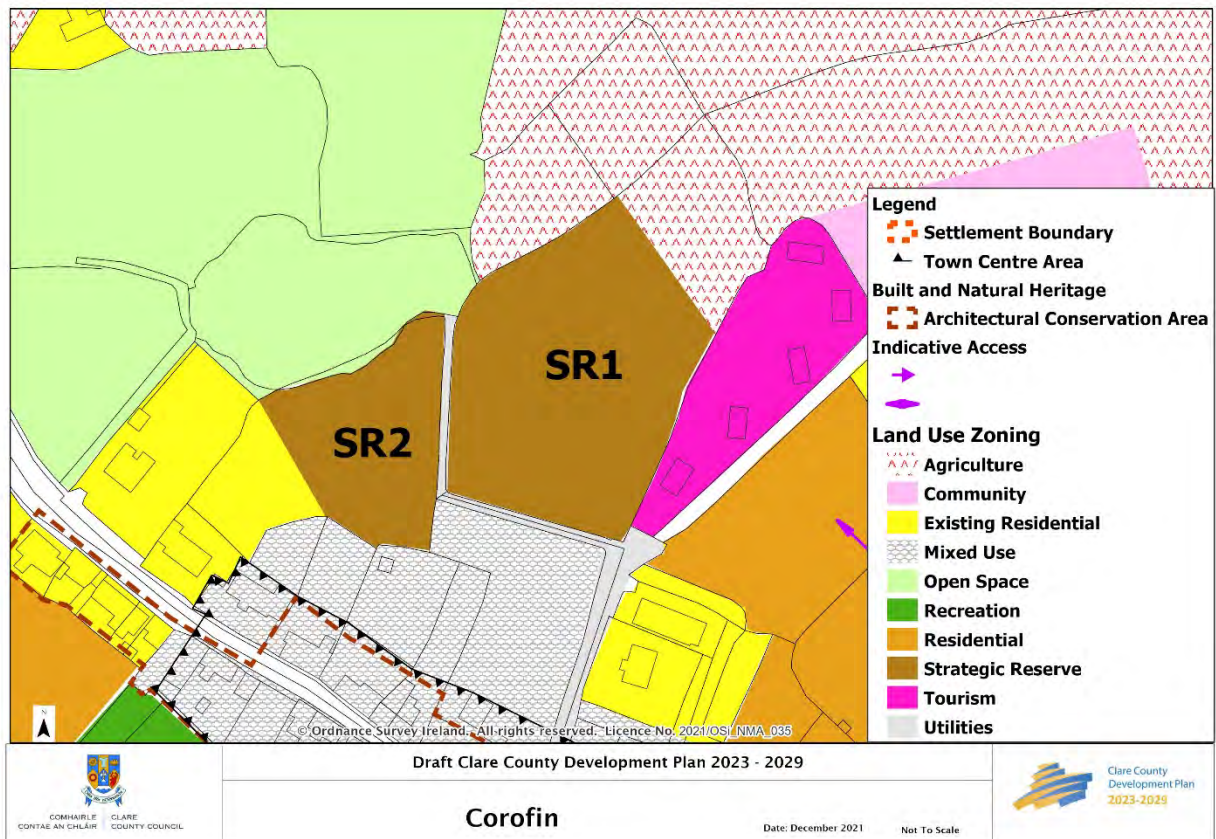 SR1
SR2
Legend
Settlement Boundary
Town Centre Area
Built and Natural Heritage
Architectural Conservation Area
Indicative Access
Land Use Zoning
Agriculture
Community
Existing Residential
Mixed Use
Open Space
Recreation
Residential
Strategic Reserve
Tourism
Utilities
N
© Ordnance Survey Ireland. All rights reserved. Licence No. 2021/OSi_NMA_035
COMHAIRLE
CONTAE AN CHLÁIR
CLARE
COUNTY COUNCIL
Draft Clare County Development Plan 2023 - 2029
Corofin
Date: December 2021
Not To Scale
Clare County
Development Plan
2023-2029